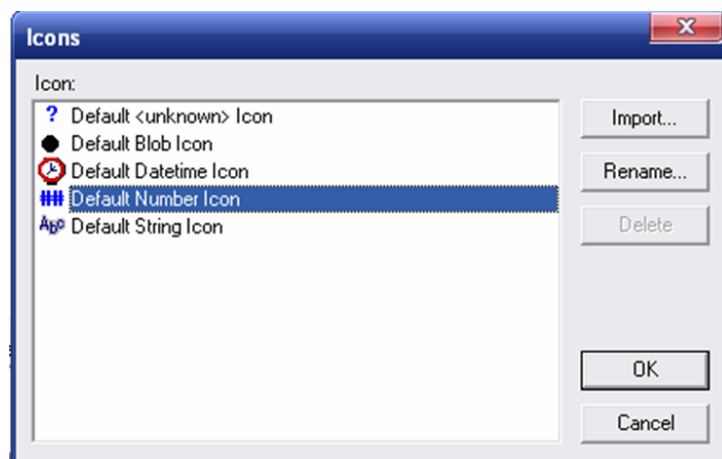 Icons
Icon:
? Default <unknown> Icon
Default Blob Icon
Default Datetime Icon
## Default Number Icon
Abc Default String Icon
Import...
Rename...
Delete
OK
Cancel